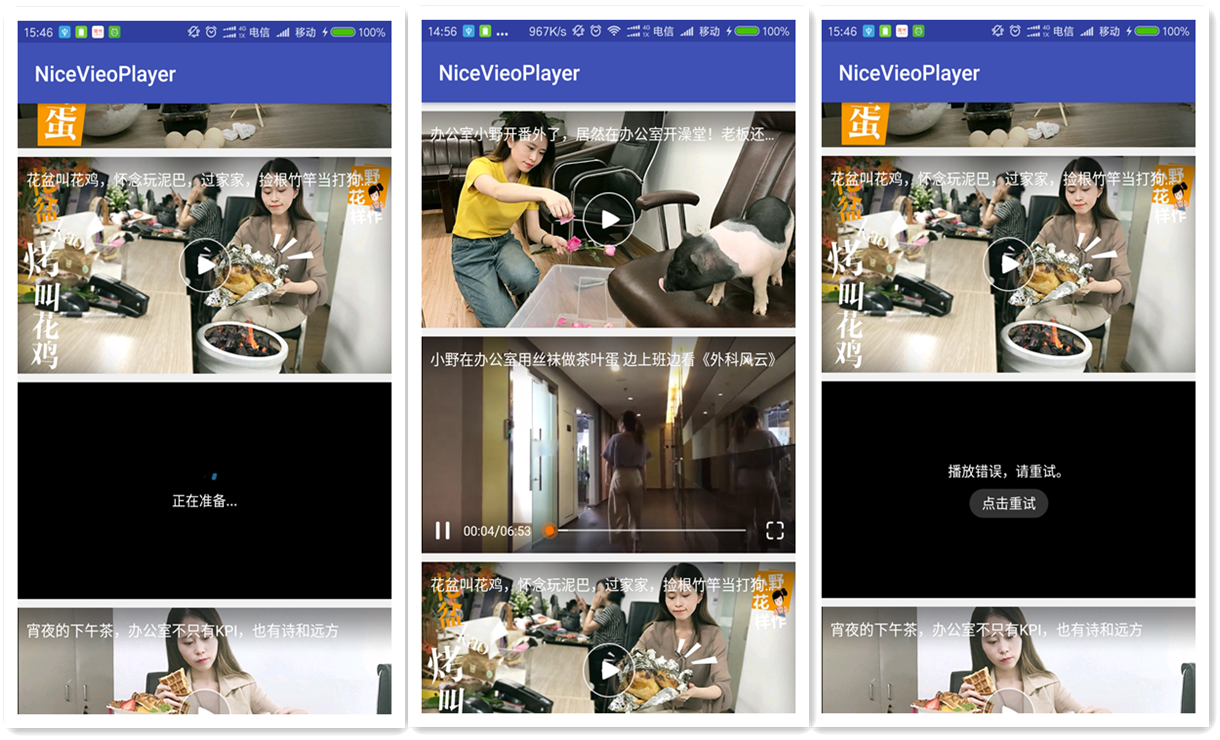 15:46
4G
1X 电信
移动
100%
NiceVieoPlayer
蛋
花盆叫花鸡，怀念玩泥巴，过家家，捡根竹竿当打狗...
野
花
样作
盆
烤
叫
花
鸡
正在准备...
宵夜的下午茶，办公室不只有KPI，也有诗和远方
14:56
...
967K/s
4G
1X 电信
移动
100%
NiceVieoPlayer
办公室小野开番外了，居然在办公室开澡堂！老板还...
小野在办公室用丝袜做茶叶蛋 边上班边看《外科风云》
00:04/06:53
花盆叫花鸡，怀念玩泥巴，过家家，捡根竹竿当打狗...
野
花
样作
盆
烤
叫
15:46
4G
1X 电信
移动
100%
NiceVieoPlayer
蛋
花盆叫花鸡，怀念玩泥巴，过家家，捡根竹竿当打狗...
野
花
样作
盆
烤
叫
花
鸡
播放错误，请重试。
点击重试
宵夜的下午茶，办公室不只有KPI，也有诗和远方